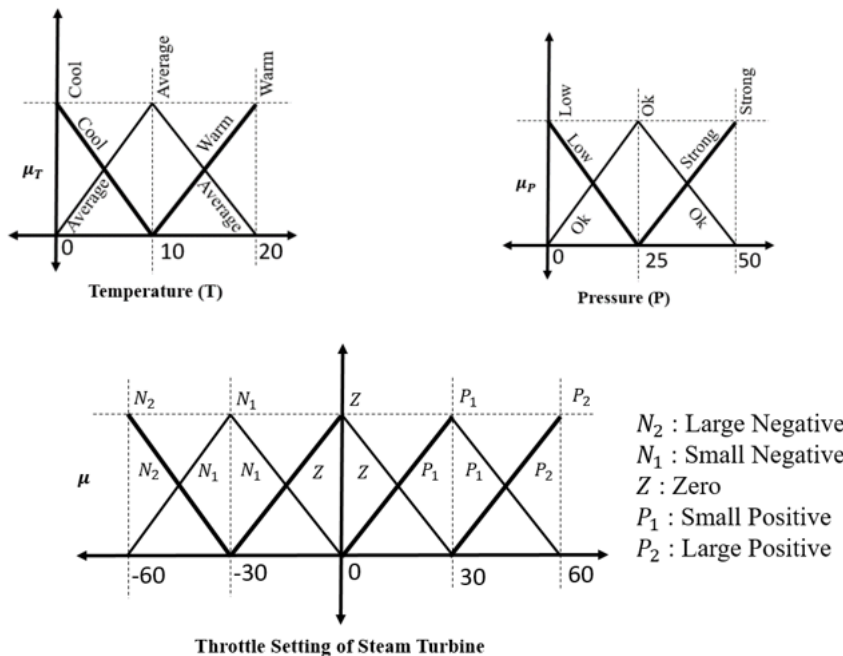 Cool
Average
Warm
Cool
Warm
μ_T
Average
Average
0
10
20
Temperature (T)
Low
Ok
Strong
Low
Strong
μ_P
Ok
Ok
0
25
50
Pressure (P)
N₂
N₁
Z
P₁
P₂
μ
N₂
N₁
N₁
Z
Z
P₁
P₁
P₂
-60
-30
0
30
60
Throttle Setting of Steam Turbine
N₂ : Large Negative
N₁ : Small Negative
Z : Zero
P₁ : Small Positive
P₂ : Large Positive